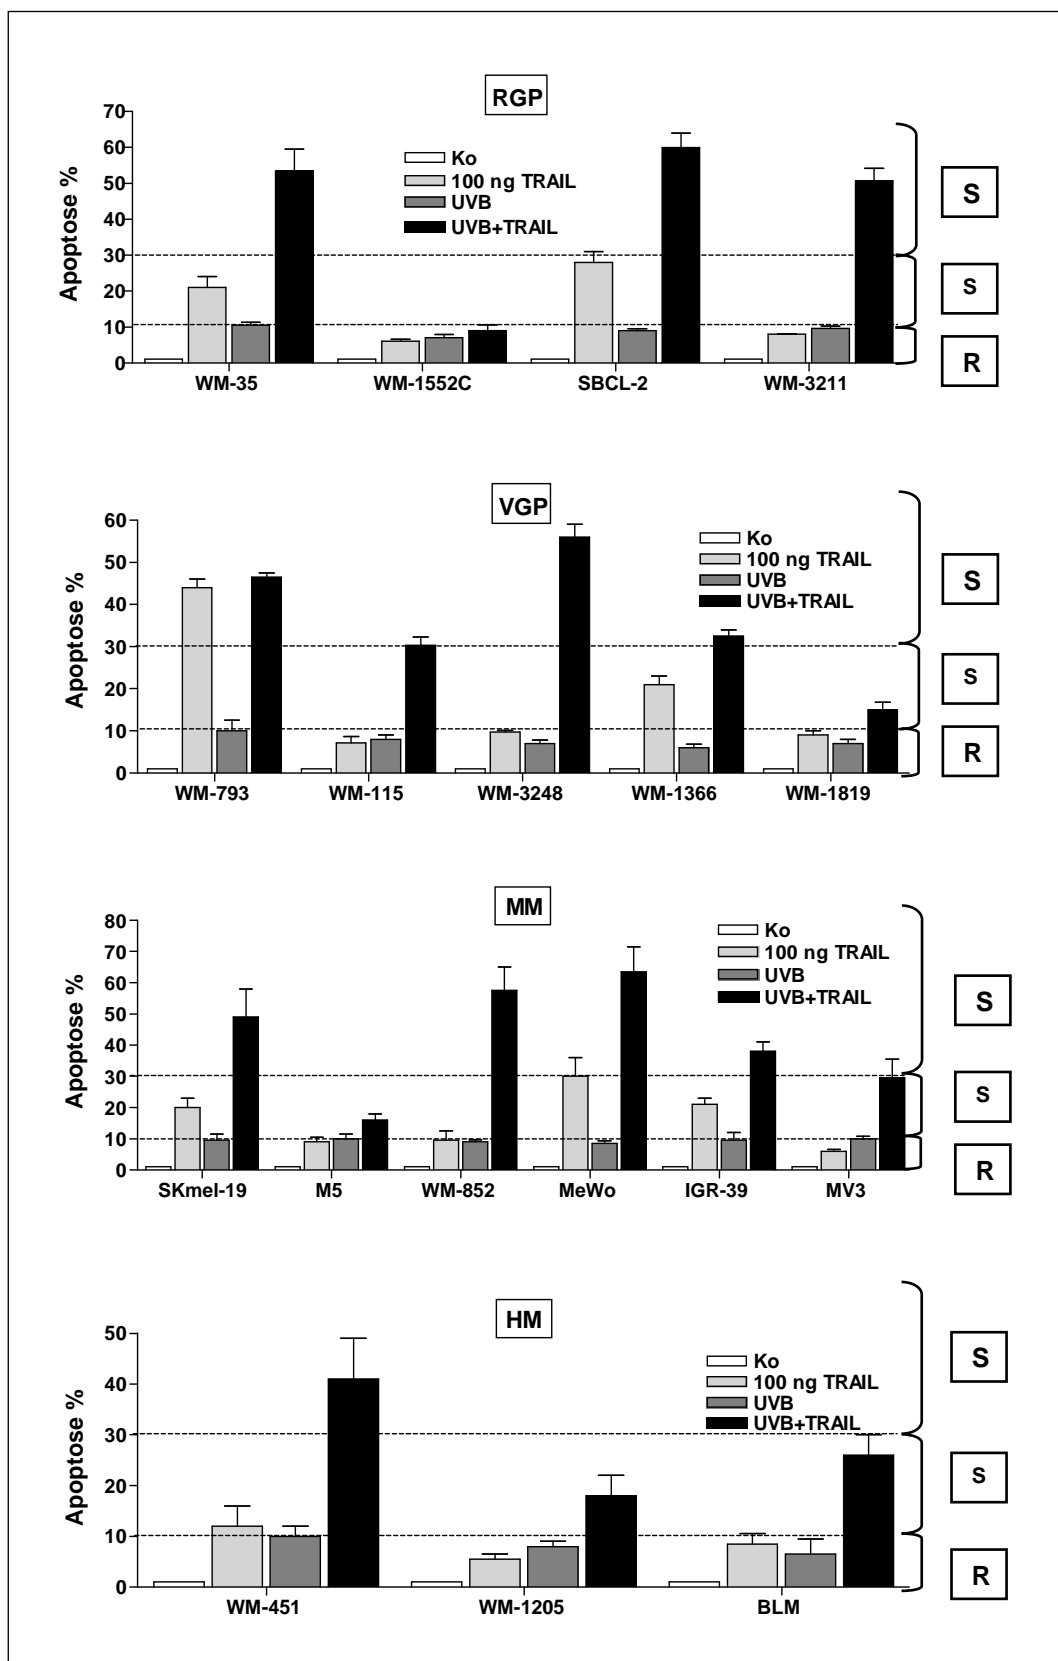 RGP
70
60
50
40
30
20
10
0
Apoptose %
Ko
100 ng TRAIL
UVB
UVB+TRAIL
S
S
R
WM-35 WM-1552C SBCL-2 WM-3211
VGP
60
50
40
30
20
10
0
Apoptose %
Ko
100 ng TRAIL
UVB
UVB+TRAIL
S
S
R
WM-793 WM-115 WM-3248 WM-1366 WM-1819
MM
80
70
60
50
40
30
20
10
0
Apoptose %
Ko
100 ng TRAIL
UVB
UVB+TRAIL
S
S
R
SKmel-19 M5 WM-852 MeWo IGR-39 MV3
HM
50
40
30
20
10
0
Apoptose %
Ko
100 ng TRAIL
UVB
UVB+TRAIL
S
S
R
WM-451 WM-1205 BLM